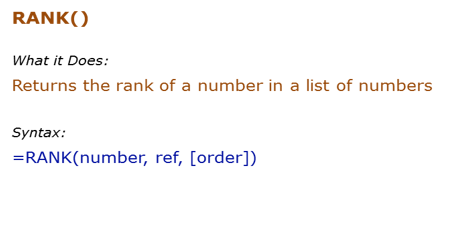 RANK()
What it Does:
Returns the rank of a number in a list of numbers
Syntax:
=RANK(number, ref, [order])